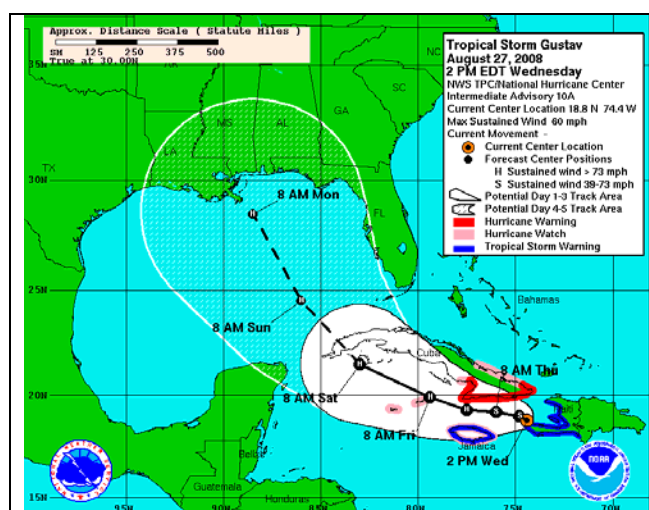 Approx. Distance Scale ( Statute Miles )
SM 125 250 375 500
True at 30.00N
Tropical Storm Gustav
August 27, 2008
2 PM EDT Wednesday
NWS TPC/National Hurricane Center
Intermediate Advisory 10A
Current Center Location 18.8 N 74.4 W
Max Sustained Wind 60 mph
Current Movement -
Current Center Location
Forecast Center Positions
H Sustained wind > 73 mph
S Sustained wind 39-73 mph
Potential Day 1-3 Track Area
Potential Day 4-5 Track Area
Hurricane Warning
Hurricane Watch
Tropical Storm Warning
35N
NC
SC
MS
AL
GA
LA
TX
30N
8 AM Mon
H
FL
25N
H
8 AM Sun
Bahamas
Cuba
8 AM Thu
H
20N
8 AM Sat
H
H
S
S
Haiti
8 AM Fri
Jamaica
2 PM Wed
Belize
NOAA
Guatemala
Honduras
15N
95W
90W
85W
80W
75W
70W